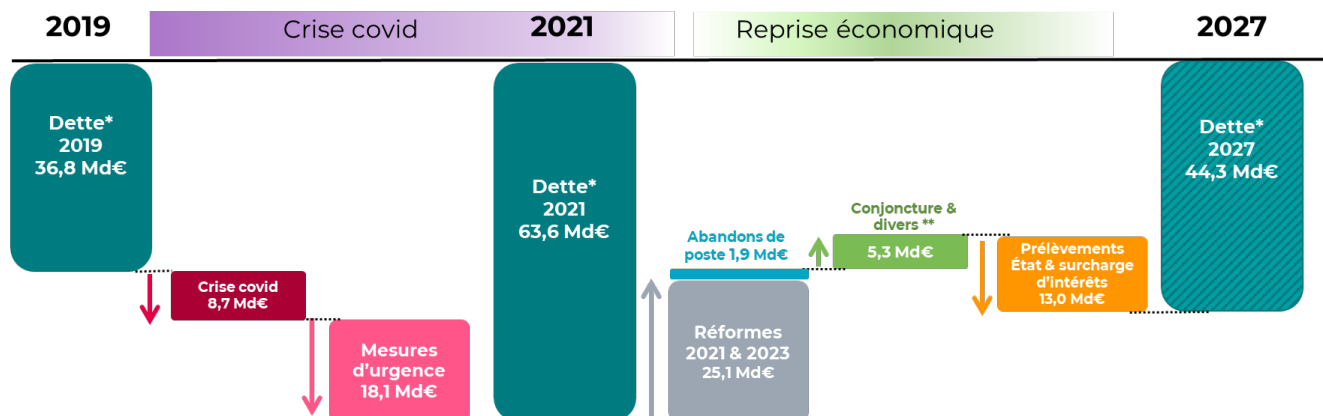 2019
Crise covid
2021
Reprise économique
2027
Dette*
2019
36,8 Md€
Crise covid
8,7 Md€
Mesures
d'urgence
18,1 Md€
Dette*
2021
63,6 Md€
Abandons de
poste 1,9 Md€
Réformes
2021 & 2023
25,1 Md€
Conjoncture &
divers **
5,3 Md€
Prélèvements
État & surcharge
d'intérêts
13,0 Md€
Dette*
2027
44,3 Md€